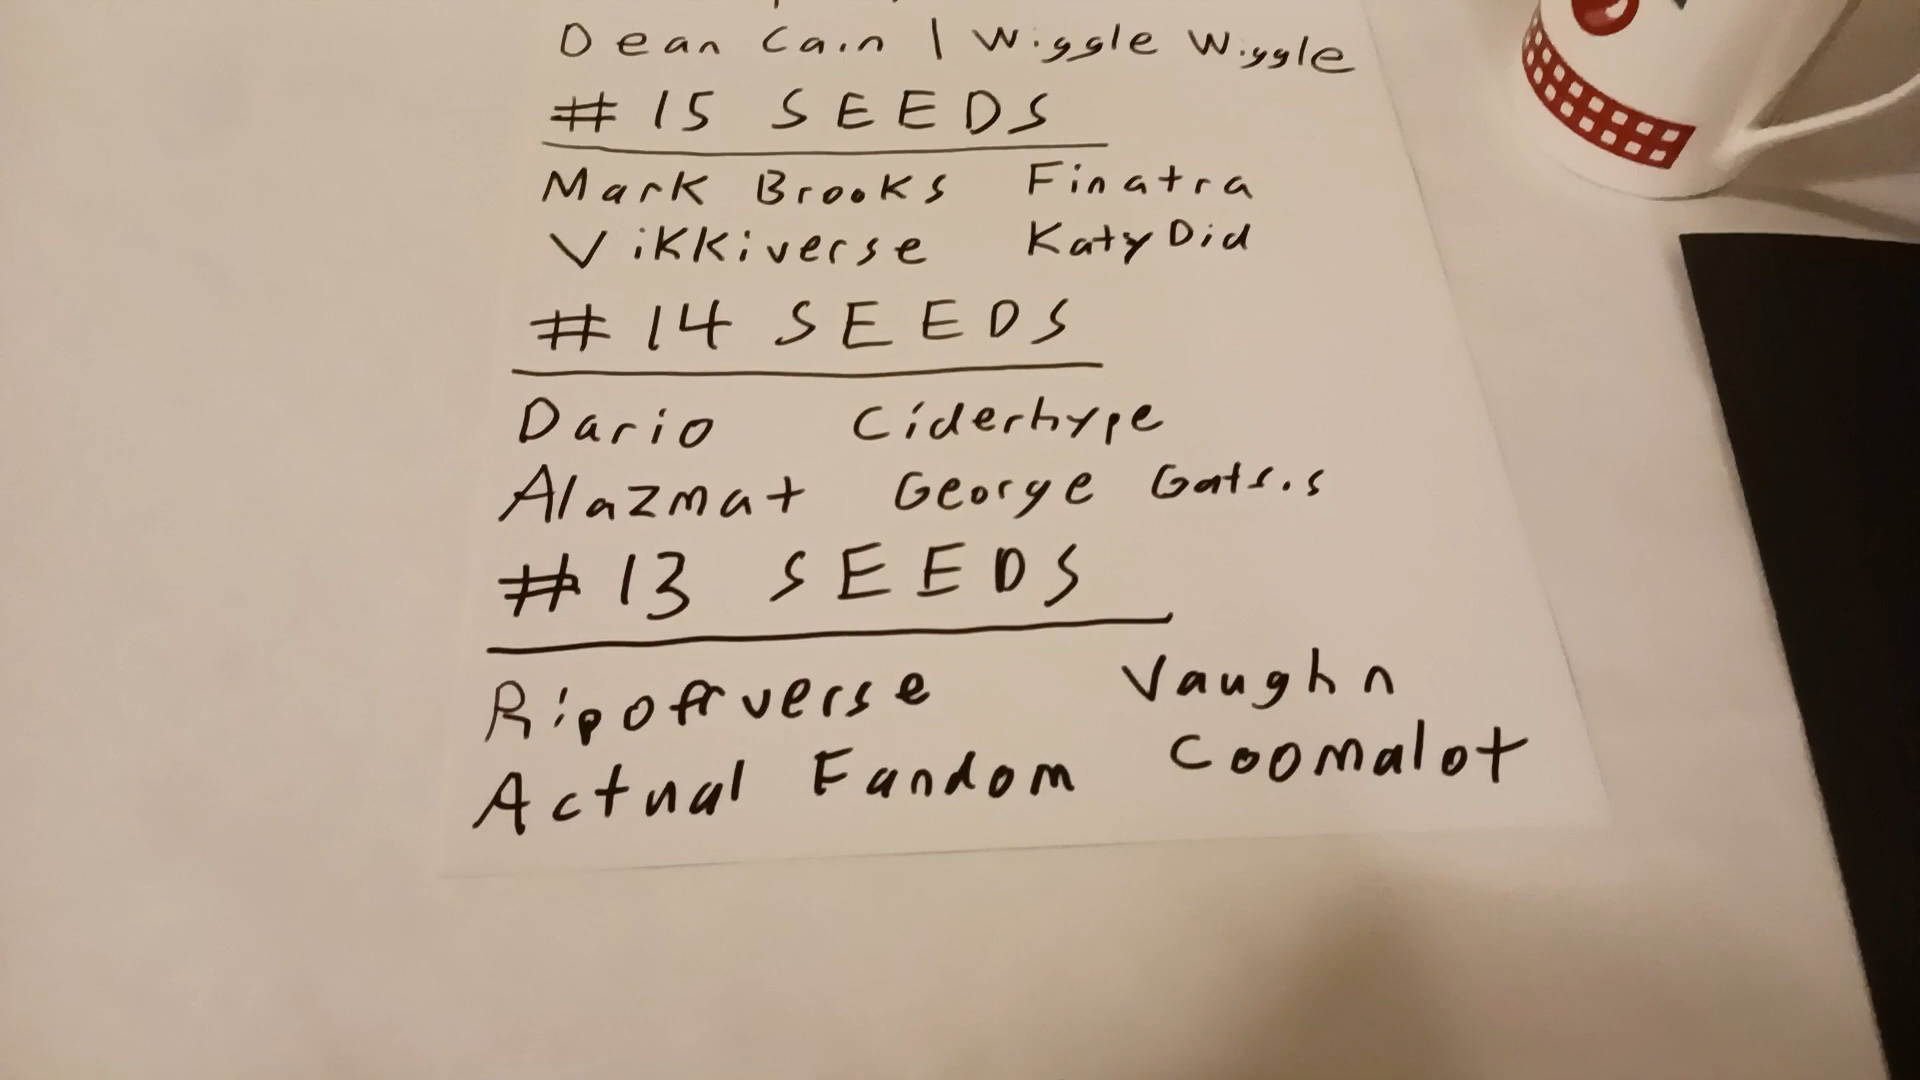 Dean Cain | Wiggle Wiggle
# 15 SEEDS
Mark Brooks Finatra
Vikkiverse KatyDid
# 14 SEEDS
Dario Ciderhype
Alazmat George Gatsis
# 13 SEEDS
Ripoffverse Vaughn
Actual Fandom Coomalot